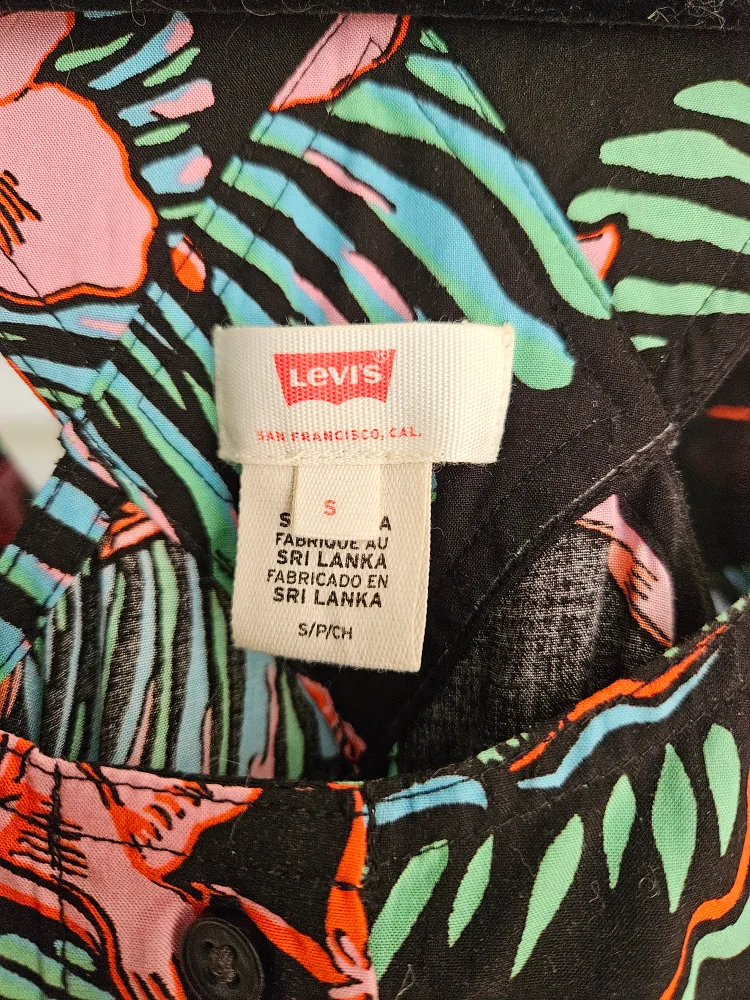 LEVI'S®
SAN FRANCISCO, CAL.
S
S A
FABRIQUE AU
SRI LANKA
FABRICADO EN
SRI LANKA
S/P/CH